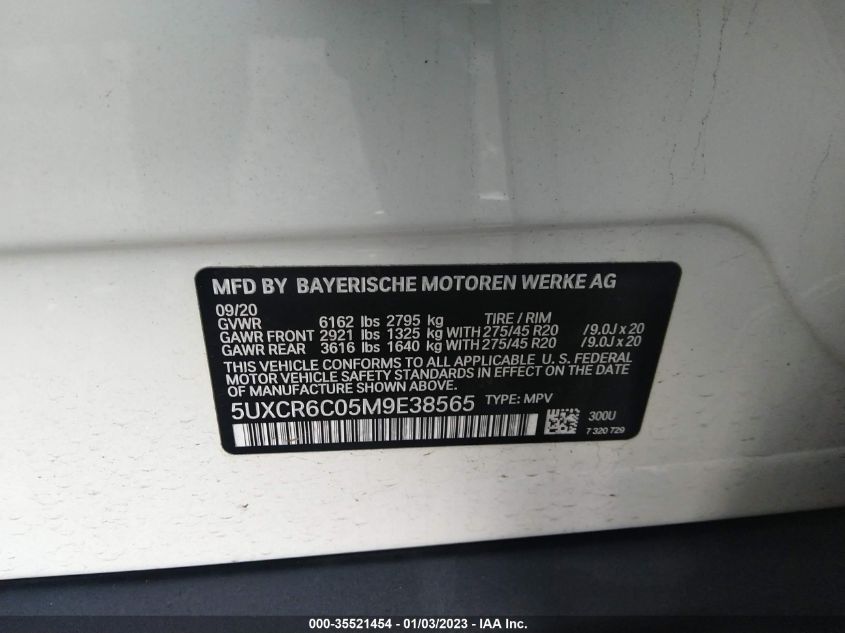 MFD BY BAYERISCHE MOTOREN WERKE AG
09/20
GVWR 6162 lbs 2795 kg TIRE / RIM
GAWR FRONT 2921 lbs 1325 kg WITH 275/45 R20 /9.0J x 20
GAWR REAR 3616 lbs 1640 kg WITH 275/45 R20 /9.0J x 20
THIS VEHICLE CONFORMS TO ALL APPLICABLE U. S. FEDERAL
MOTOR VEHICLE SAFETY STANDARDS IN EFFECT ON THE DATE
OF MANUFACTURE SHOWN ABOVE.
5UXCR6C05M9E38565 TYPE: MPV
300U
7 320 729
000-35521454 - 01/03/2023 - IAA Inc.